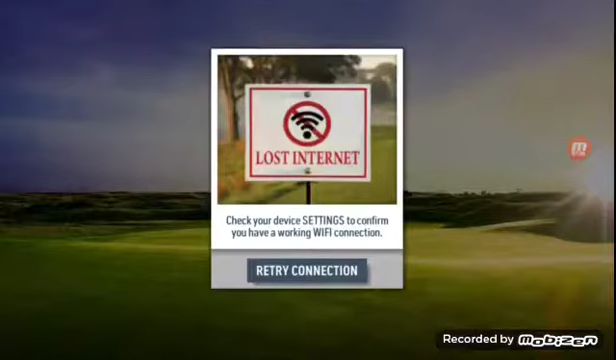 LOST INTERNET
Check your device SETTINGS to confirm
you have a working WIFI connection.
RETRY CONNECTION
Recorded by mobizen